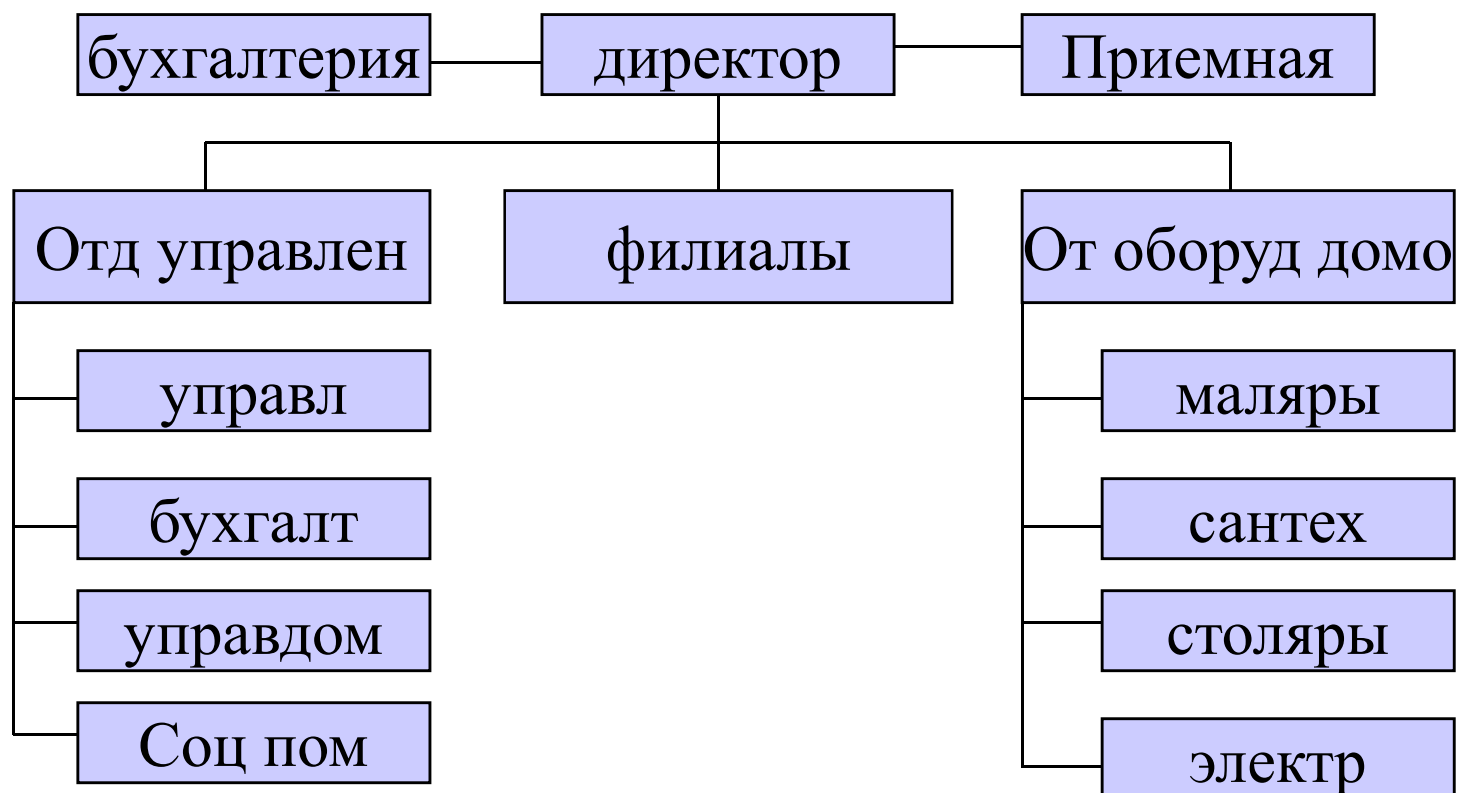 бухгалтерия
директор
Приемная
Отд управлен
филиалы
От оборуд домо
управл
бухгалт
управдом
Соц пом
маляры
сантех
столяры
электр